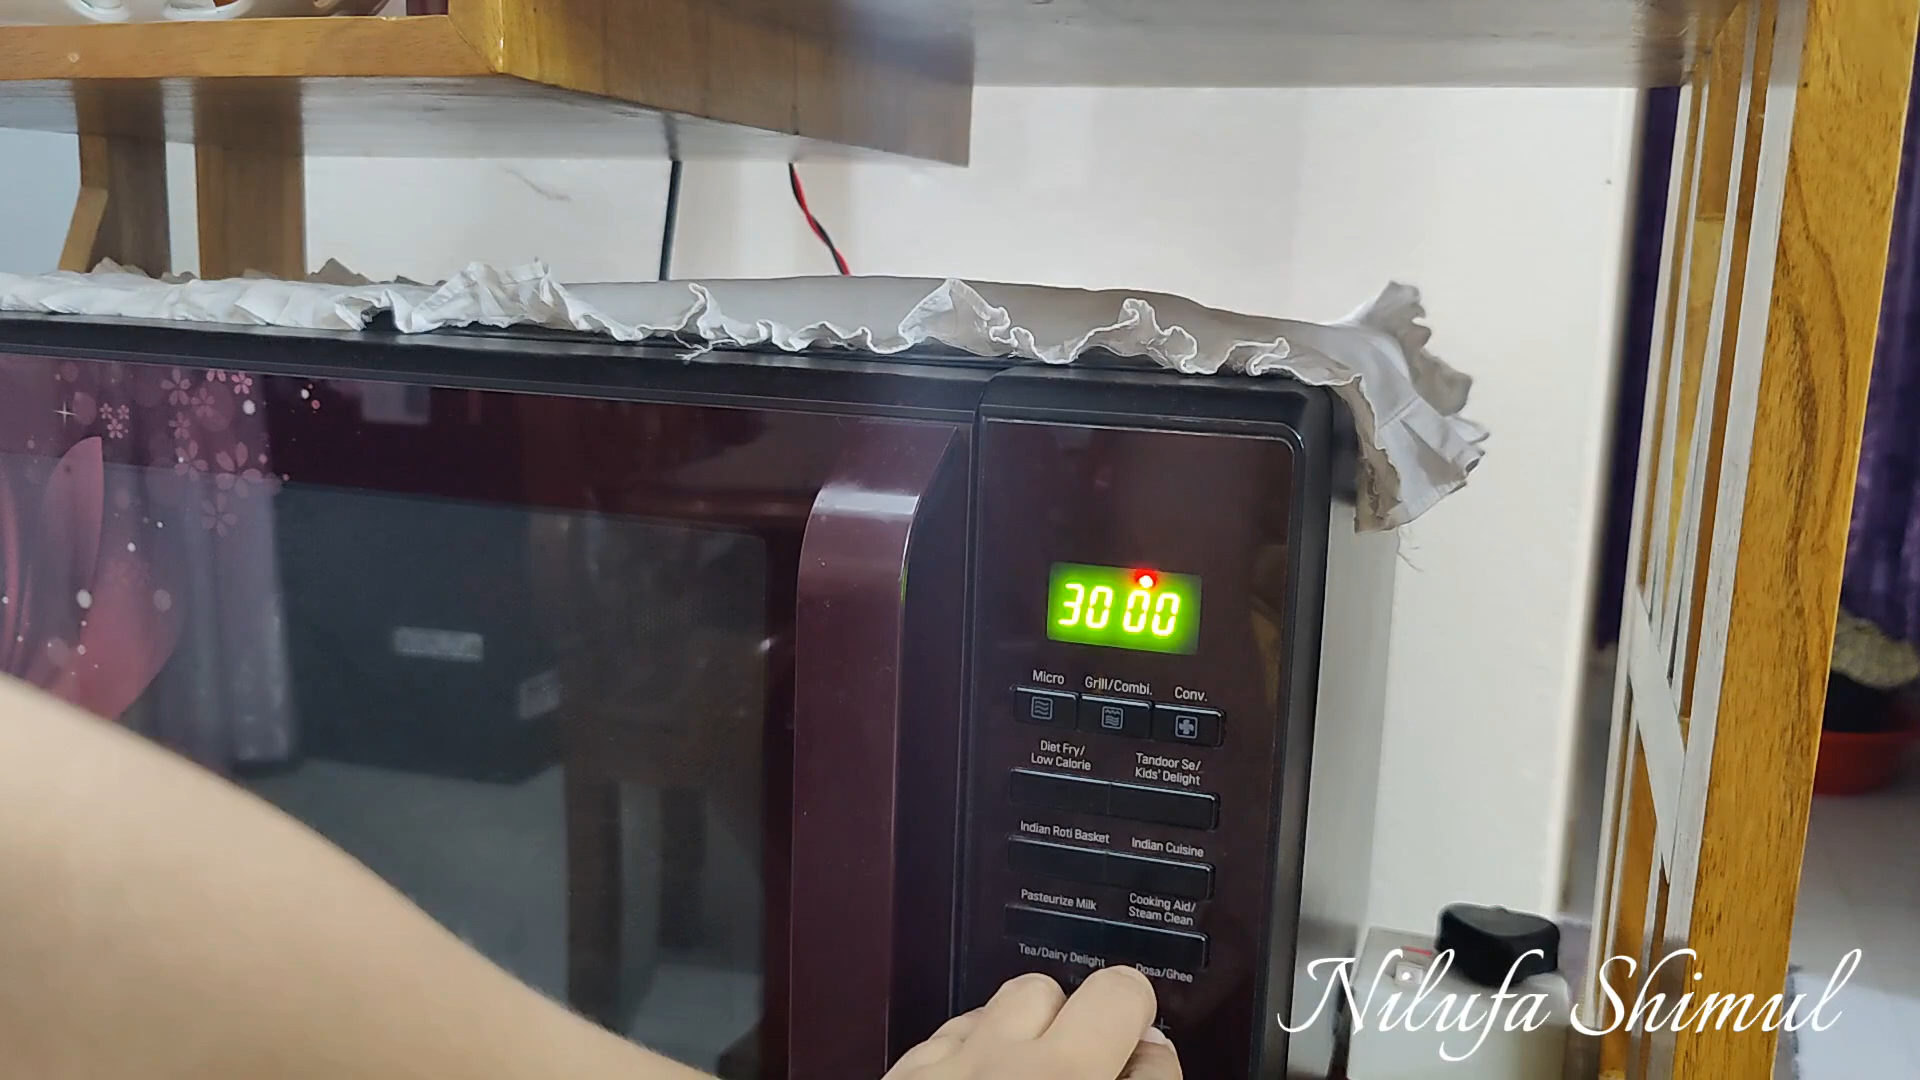 30 00
Micro Grill/Combi. Conv.
Diet Fry/
Low Calorie
Tandoor Se/
Kids' Delight
Indian Roti Basket Indian Cuisine
Pasteurize Milk
Cooking Aid/
Steam Clean
Tea/Dairy Delight Dosa/Ghee
Nilufa Shimul